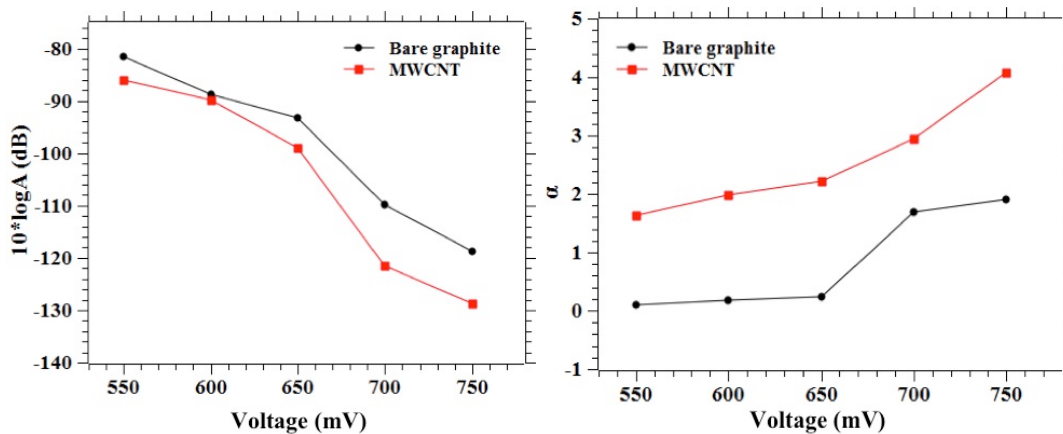 -80
-90
-100
-110
-120
-130
-140
10*logA (dB)
Bare graphite
MWCNT
550 600 650 700 750
Voltage (mV)
5
4
3
2
1
0
-1
α
Bare graphite
MWCNT
550 600 650 700 750
Voltage (mV)